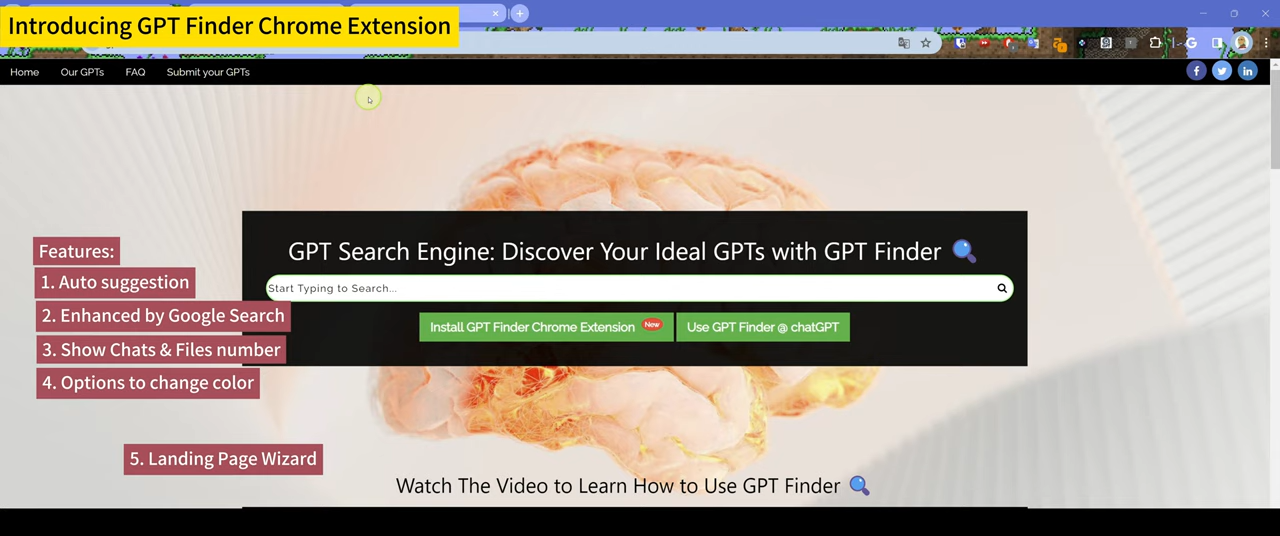 Introducing GPT Finder Chrome Extension
Home Our GPTs FAQ Submit your GPTs
GPT Search Engine: Discover Your Ideal GPTs with GPT Finder
Start Typing to Search...
Install GPT Finder Chrome Extension New Use GPT Finder @ chatGPT
Features:
1. Auto suggestion
2. Enhanced by Google Search
3. Show Chats & Files number
4. Options to change color
5. Landing Page Wizard
Watch The Video to Learn How to Use GPT Finder